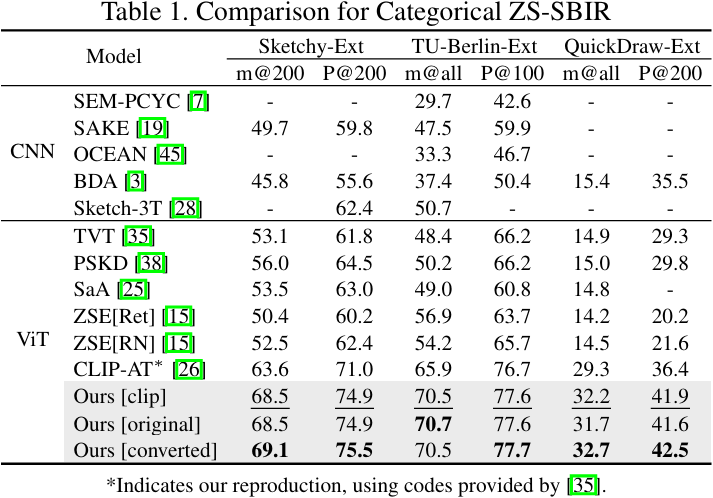 Table 1. Comparison for Categorical ZS-SBIR
Model Sketchy-Ext TU-Berlin-Ext QuickDraw-Ext
m@200 P@200 m@all P@100 m@all P@200
CNN
SEM-PCYC [7] - - 29.7 42.6 - -
SAKE [19] 49.7 59.8 47.5 59.9 - -
OCEAN [45] - - 33.3 46.7 - -
BDA [3] 45.8 55.6 37.4 50.4 15.4 35.5
Sketch-3T [28] - 62.4 50.7 - - -
ViT
TVT [35] 53.1 61.8 48.4 66.2 14.9 29.3
PSKD [38] 56.0 64.5 50.2 66.2 15.0 29.8
SaA [25] 53.5 63.0 49.0 60.8 14.8 -
ZSE[Ret] [15] 50.4 60.2 56.9 63.7 14.2 20.2
ZSE[RN] [15] 52.5 62.4 54.2 65.7 14.5 21.6
CLIP-AT* [26] 63.6 71.0 65.9 76.7 29.3 36.4
Ours [clip] 68.5 74.9 70.5 77.6 32.2 41.9
Ours [original] 68.5 74.9 70.7 77.6 31.7 41.6
Ours [converted] 69.1 75.5 70.5 77.7 32.7 42.5
*Indicates our reproduction, using codes provided by [35].